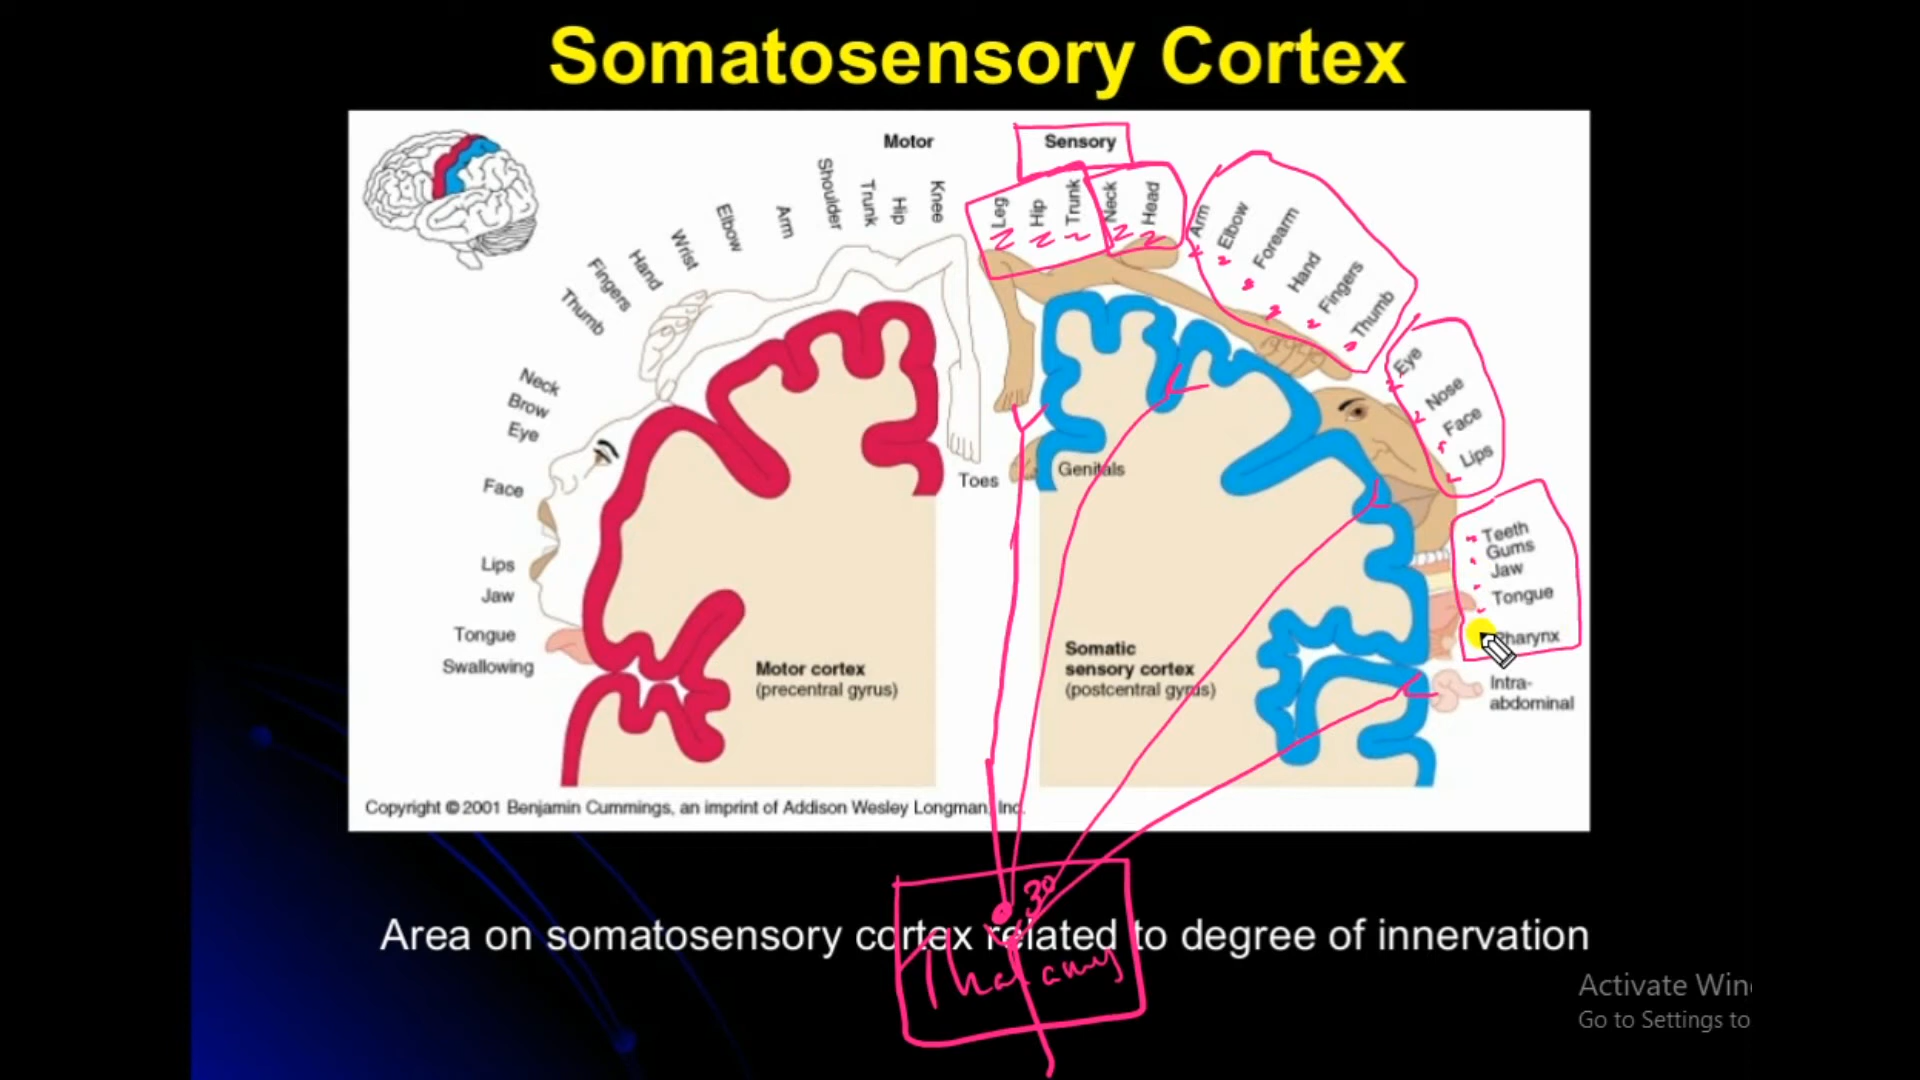 Somatosensory Cortex
Motor
Sensory
Shoulder
Trunk
Hip
Knee
Arm
Elbow
Wrist
Hand
Fingers
Thumb
Neck
Brow
Eye
Face
Lips
Jaw
Tongue
Swallowing
Toes
Leg
Hip
Trunk
Neck
Head
Arm
Elbow
Forearm
Hand
Fingers
Thumb
Eye
Nose
Face
Lips
Teeth
Gums
Jaw
Tongue
Pharynx
Intra-
abdominal
Genitals
Motor cortex
(precentral gyrus)
Somatic
sensory cortex
(postcentral gyrus)
Copyright © 2001 Benjamin Cummings, an imprint of Addison Wesley Longman, Inc.
30
Area on somatosensory cortex related to degree of innervation
Thalamus
Activate Win
Go to Settings to